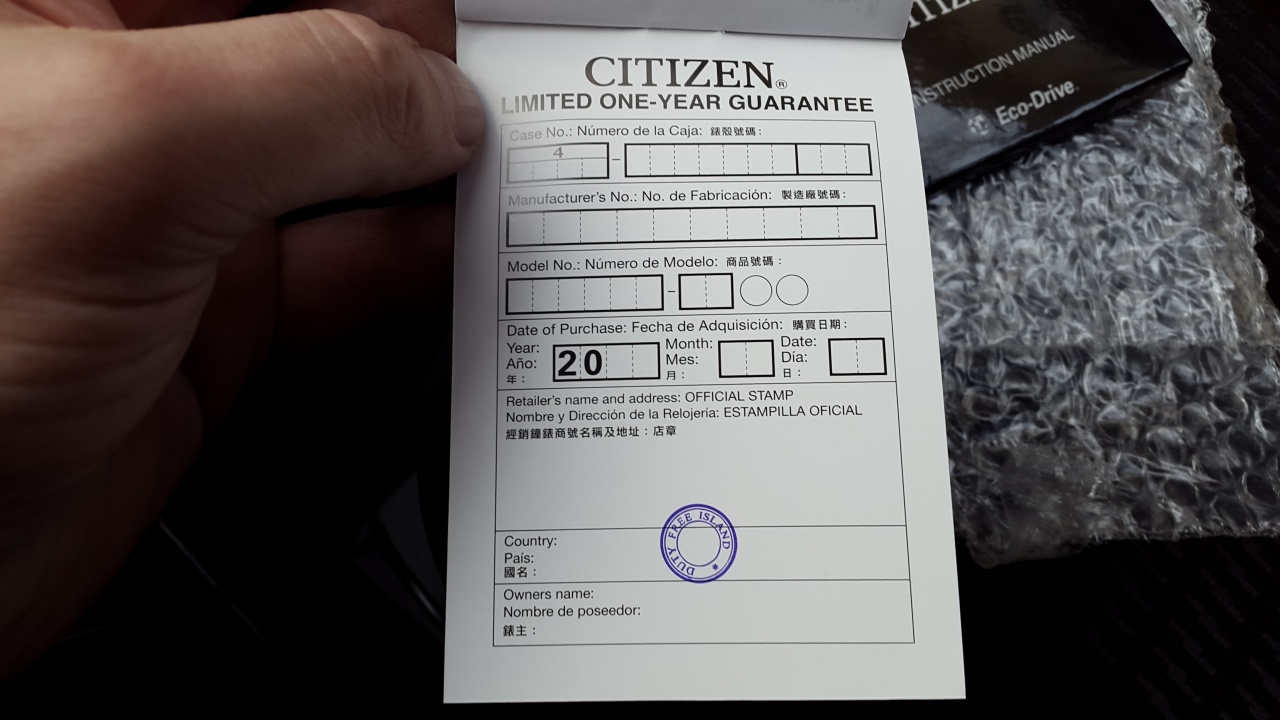 CITIZEN®
LIMITED ONE-YEAR GUARANTEE
Case No.: Número de la Caja: 錶殼號碼：
4
–
Manufacturer's No.: No. de Fabricación: 製造廠號碼：
Model No.: Número de Modelo: 商品號碼：
–
Date of Purchase: Fecha de Adquisición: 購買日期：
Year: Month: Date:
Año: 20 Mes: Día:
年： 月： 日：
Retailer's name and address: OFFICIAL STAMP
Nombre y Dirección de la Relojería: ESTAMPILLA OFICIAL
經銷鐘錶商號名稱及地址：店章
DUTY FREE ISLAND *
Country:
País:
國名：
Owners name:
Nombre de poseedor:
錶主：
INSTRUCTION MANUAL
Eco-Drive